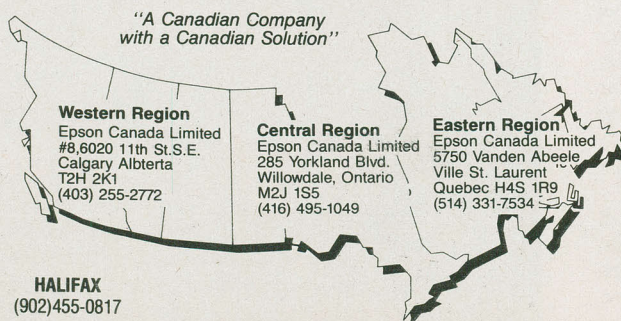 "A Canadian Company
with a Canadian Solution"
Western Region
Epson Canada Limited
#8,6020 11th St.S.E.
Calgary Albterta
T2H 2K1
(403) 255-2772
Central Region
Epson Canada Limited
285 Yorkland Blvd.
Willowdale, Ontario
M2J 1S5
(416) 495-1049
Eastern Region
Epson Canada Limited
5750 Vanden Abeele
Ville St. Laurent
Quebec H4S 1R9
(514) 331-7534
HALIFAX
(902)455-0817